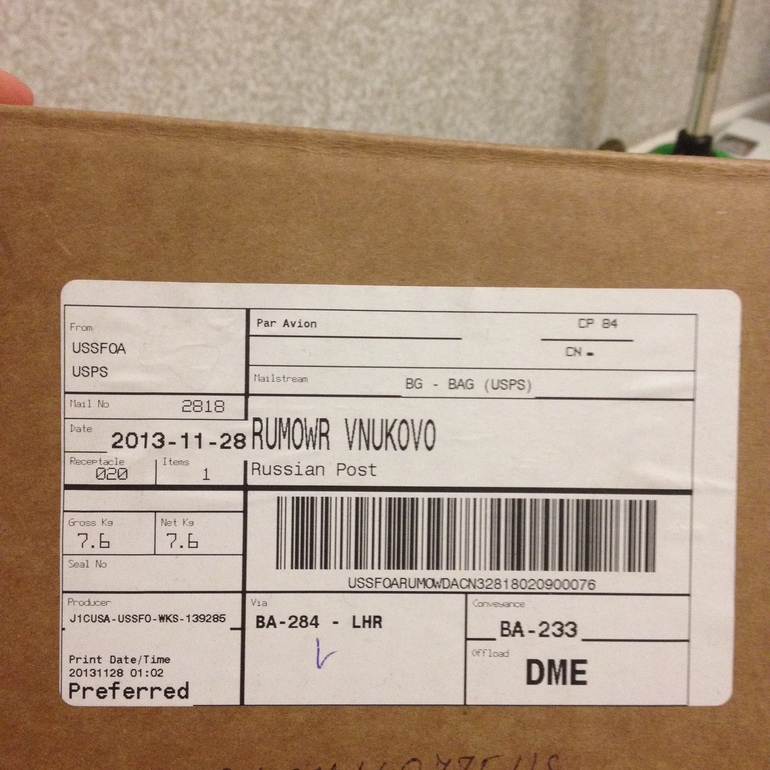 From
USSFOA
USPS
Par Avion
CP 84
CN -
Mailstream
BG - BAG (USPS)
Mail No
2818
Date
2013-11-28
RUMOWR VNUKOVO
Receptacle
020
Items
1
Russian Post
Gross Kg
7.6
Net Kg
7.6
Seal No
USSFOARUMOWDACN32818020900076
Producer
J1CUSA-USSFO-WKS-139285
Via
BA-284 - LHR
Conveyance
BA-233
Print Date/Time
20131128 01:02
Preferred
Offload
DME